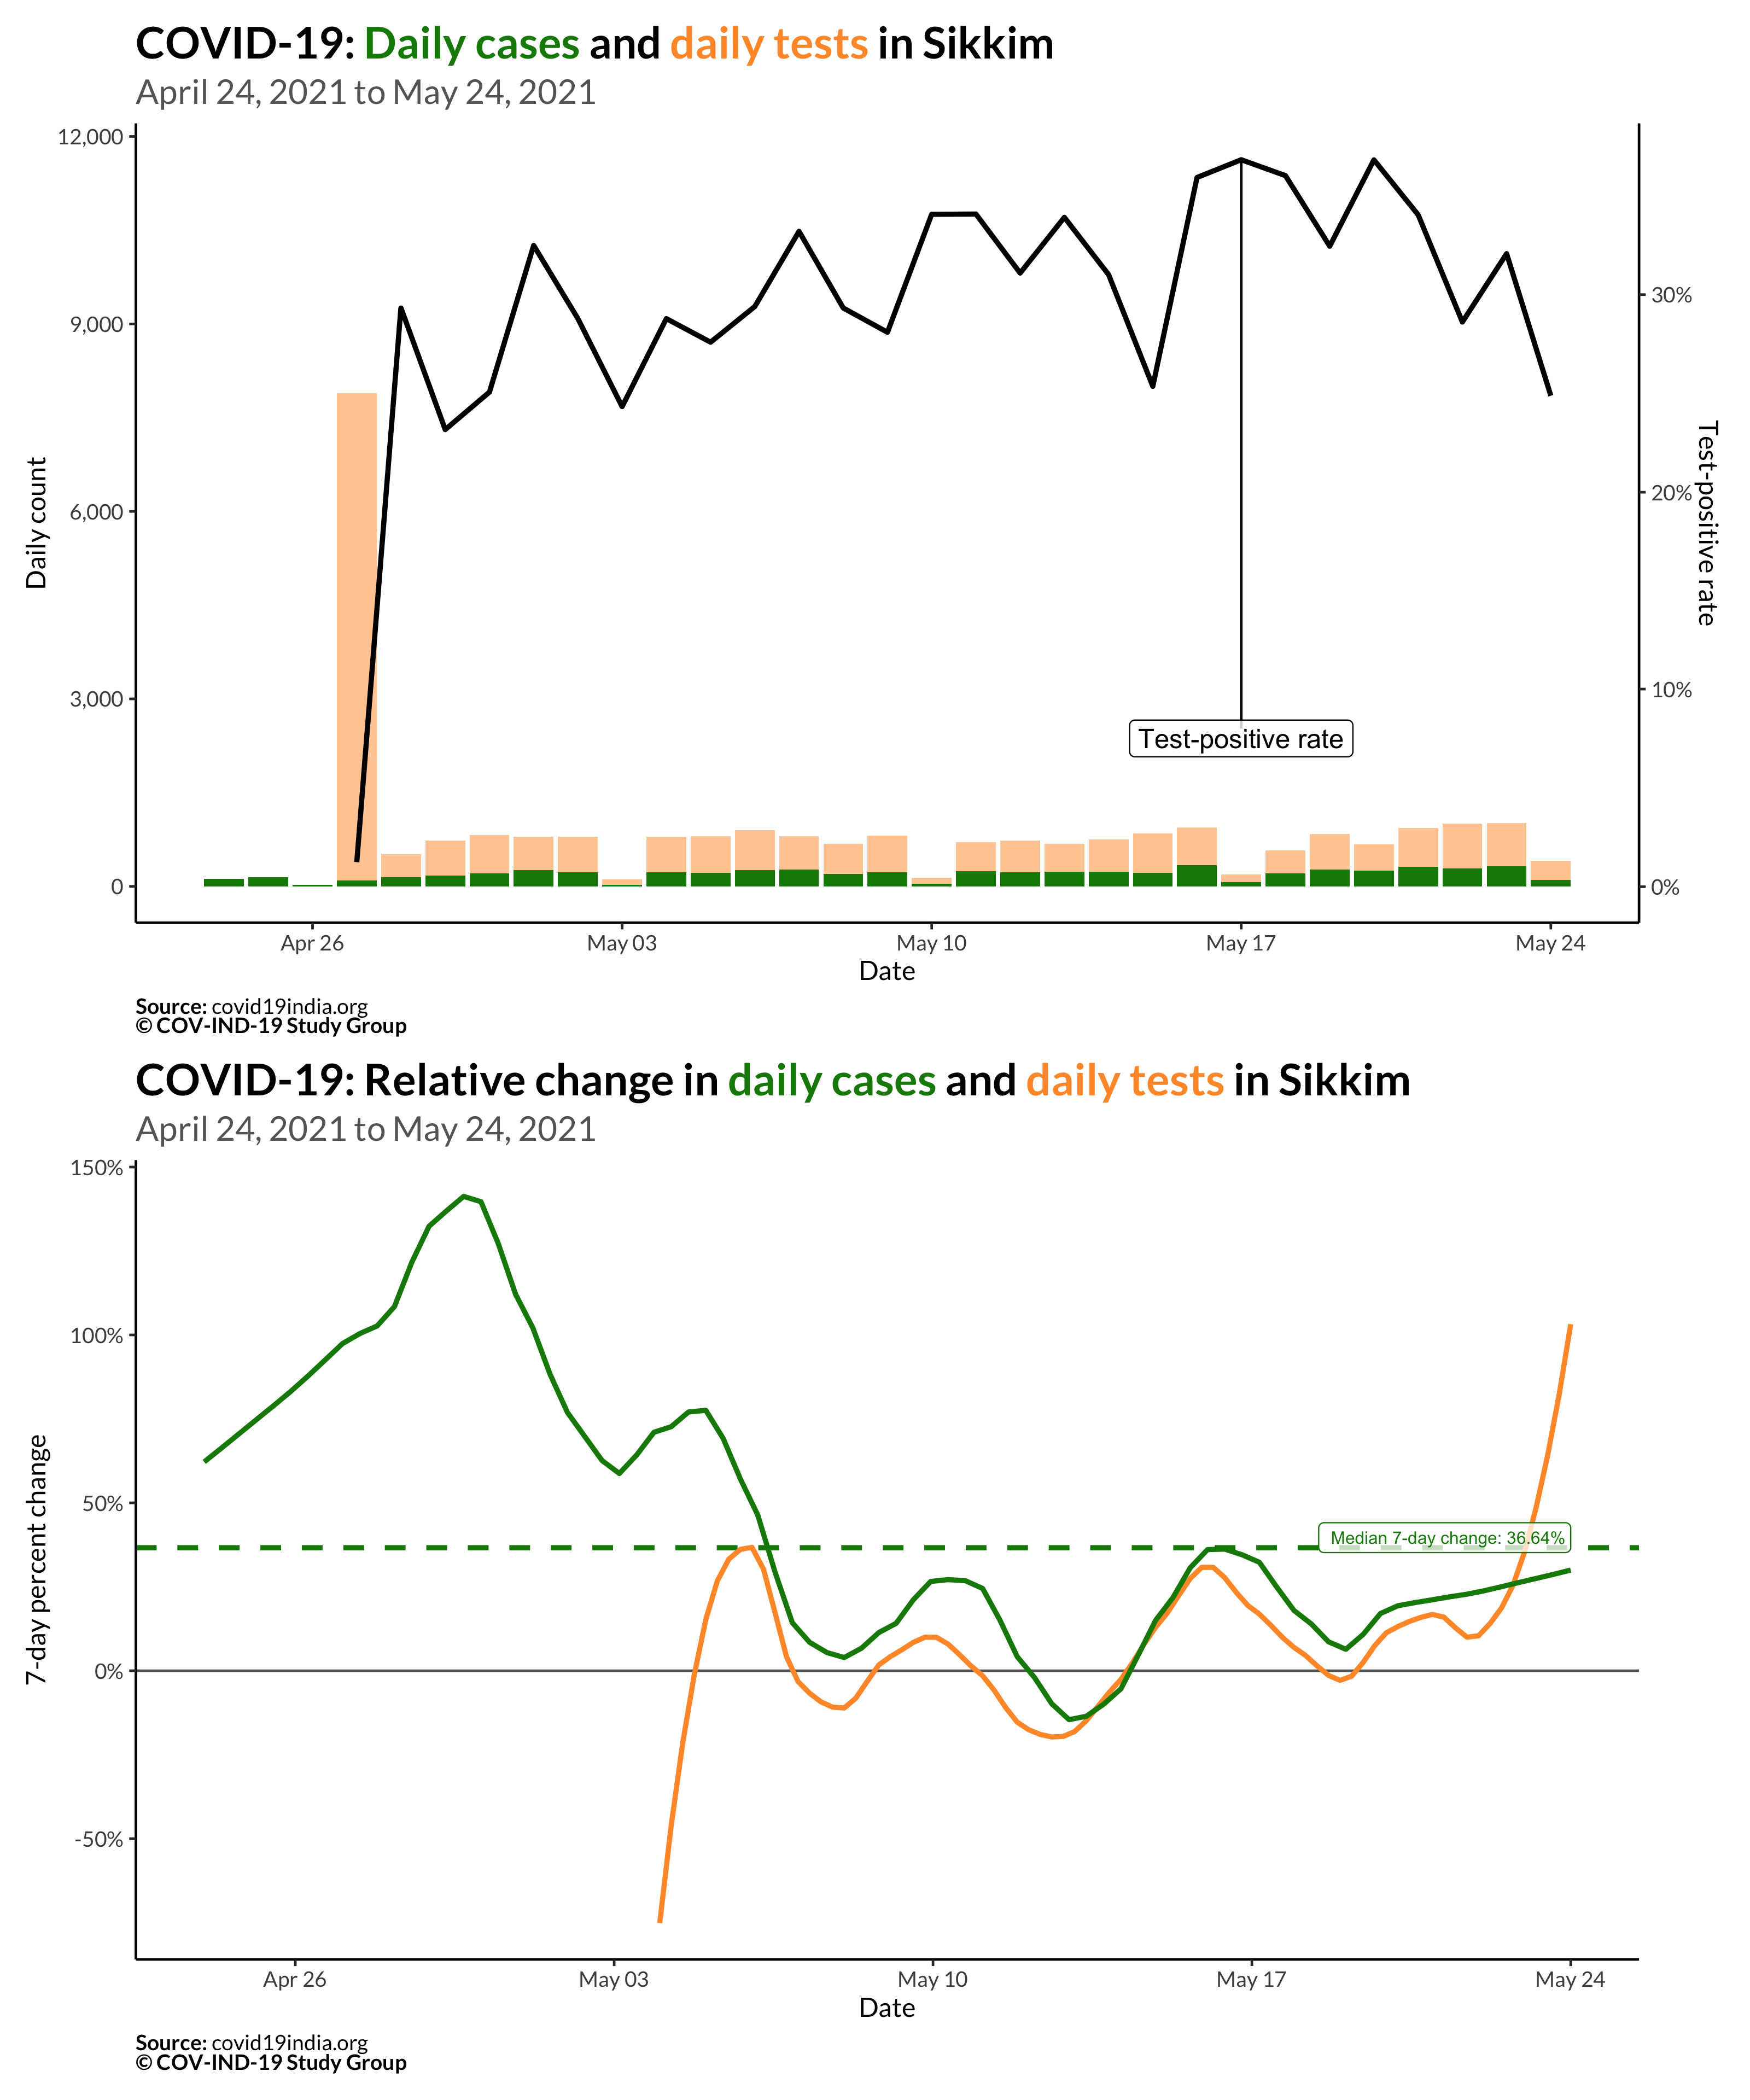 COVID-19: Daily cases and daily tests in Sikkim
April 24, 2021 to May 24, 2021
12,000
9,000
6,000
3,000
0
Daily count
30%
20%
10%
0%
Test-positive rate
Test-positive rate
Apr 26
May 03
May 10
May 17
May 24
Date
Source: covid19india.org
© COV-IND-19 Study Group
COVID-19: Relative change in daily cases and daily tests in Sikkim
April 24, 2021 to May 24, 2021
150%
100%
50%
0%
-50%
7-day percent change
Median 7-day change: 36.64%
Apr 26
May 03
May 10
May 17
May 24
Date
Source: covid19india.org
© COV-IND-19 Study Group